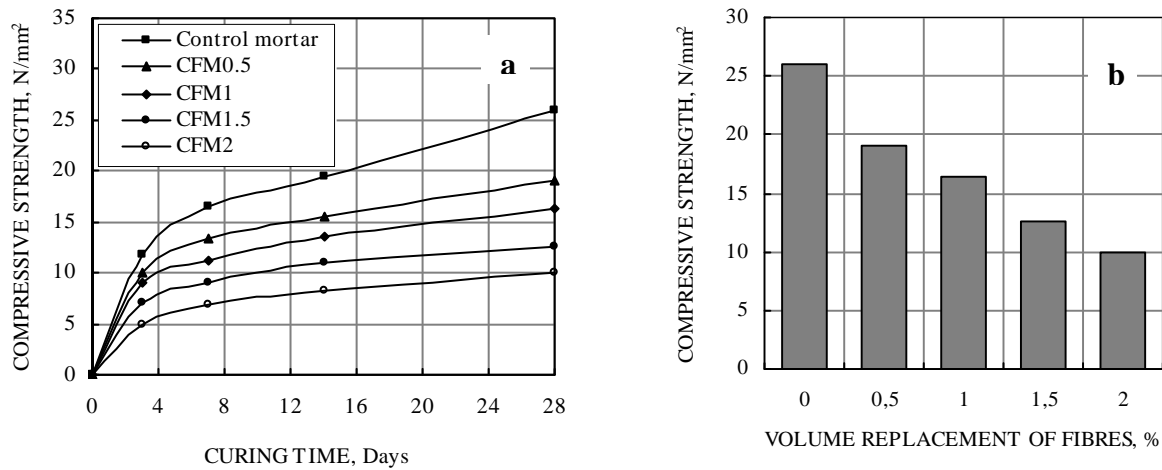 COMPRESSIVE STRENGTH, N/mm²
35
30
25
20
15
10
5
0
Control mortar
CFM0.5
CFM1
CFM1.5
CFM2
a
0 4 8 12 16 20 24 28
CURING TIME, Days
COMPRESSIVE STRENGTH, N/mm²
30
25
20
15
10
5
0
b
0 0,5 1 1,5 2
VOLUME REPLACEMENT OF FIBRES, %